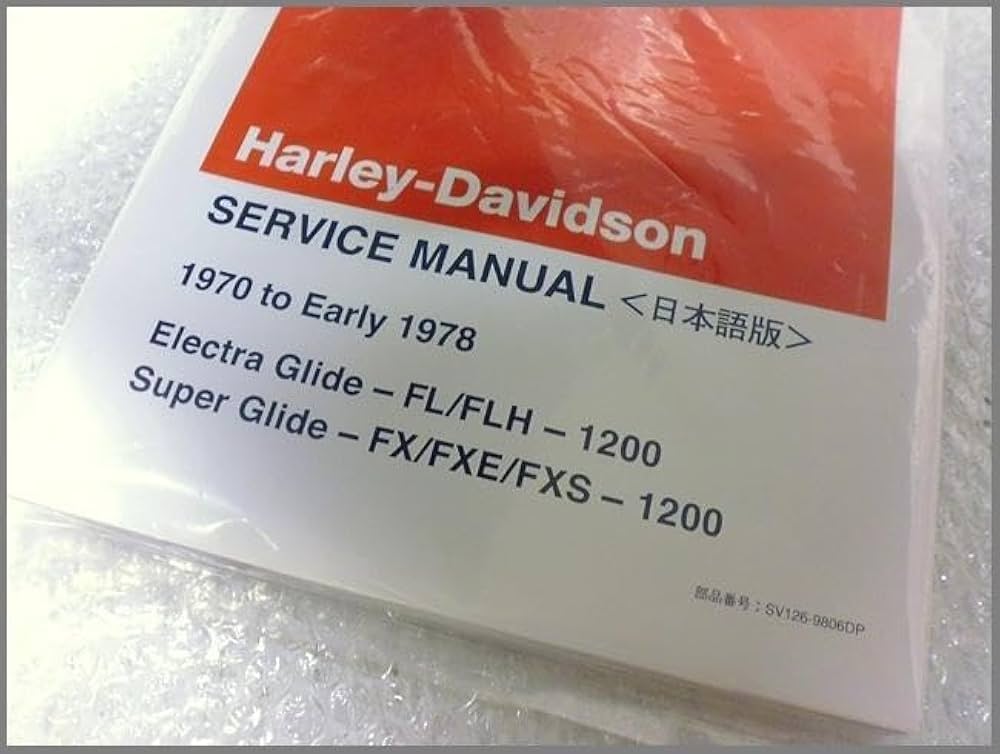 Harley-Davidson
SERVICE MANUAL <日本語版>
1970 to Early 1978
Electra Glide – FL/FLH – 1200
Super Glide – FX/FXE/FXS – 1200
部品番号；SV126-9806DP